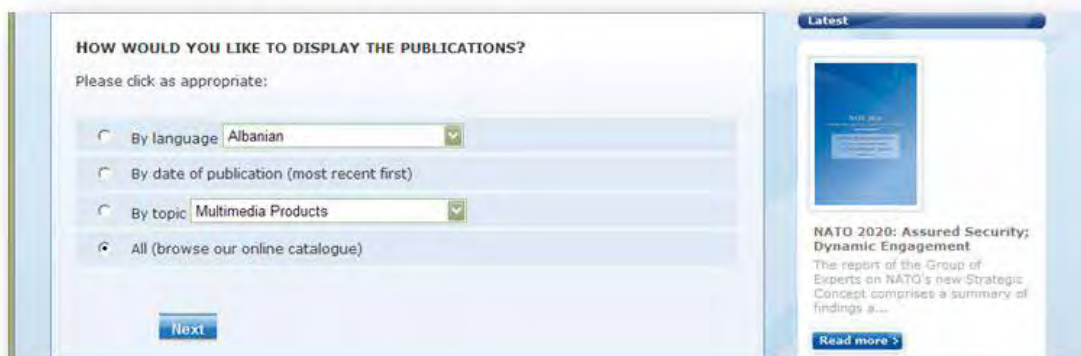 HOW WOULD YOU LIKE TO DISPLAY THE PUBLICATIONS?
Please click as appropriate:
By language Albanian
By date of publication (most recent first)
By topic Multimedia Products
All (browse our online catalogue)
Next
Latest
NATO 2020: Assured Security;
Dynamic Engagement
The report of the Group of
Experts on NATO's new Strategic
Concept comprises a summary of
findings a...
Read more >